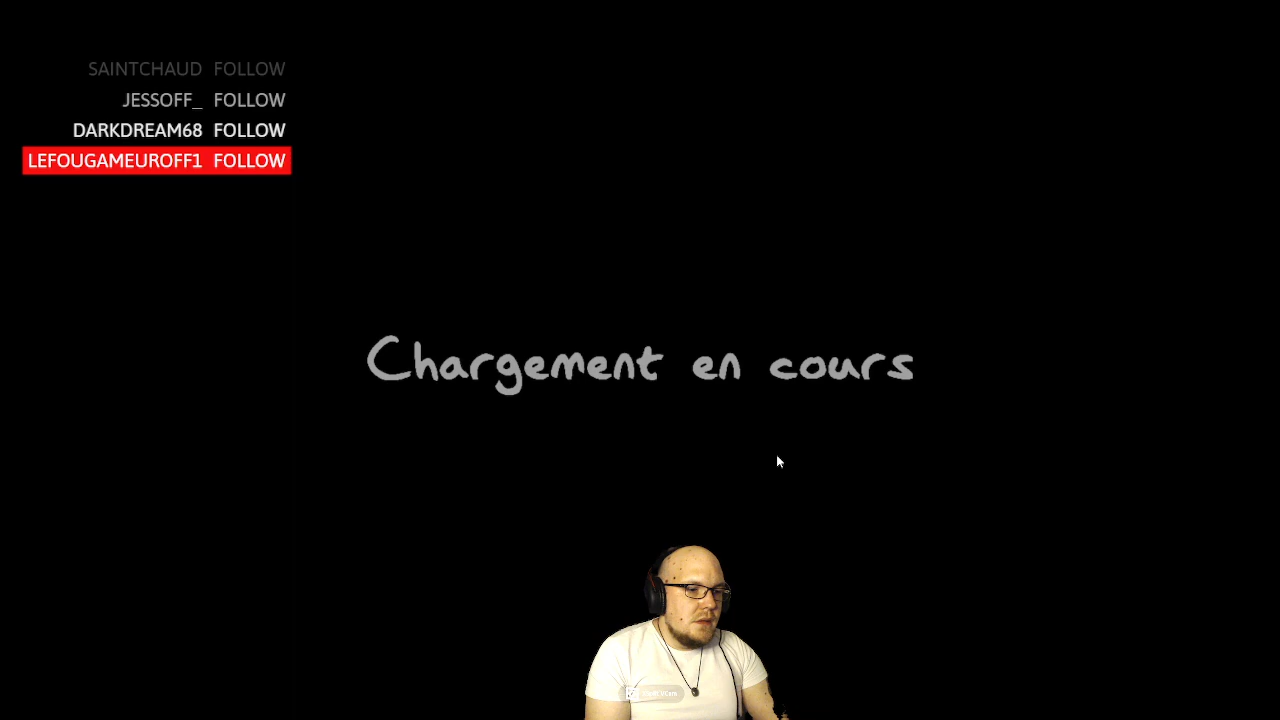 SAINTCHAUD FOLLOW
JESSOFF_ FOLLOW
DARKDREAM68 FOLLOW
LEFOUGAMEUROFF1 FOLLOW
Chargement en cours